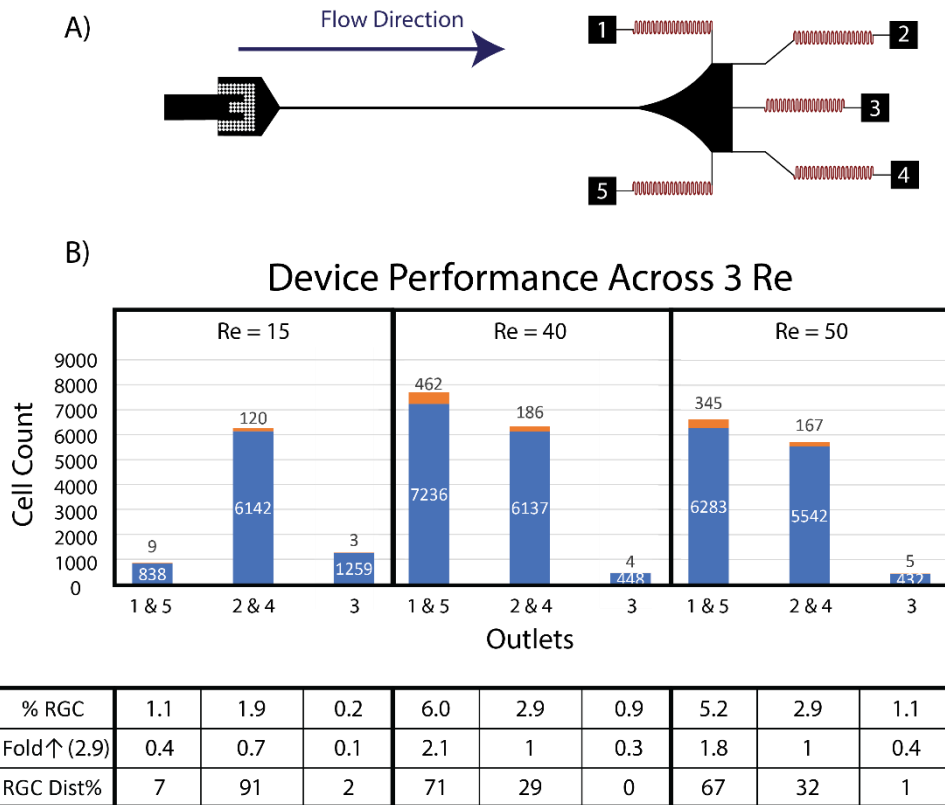 A)
Flow Direction
1
2
3
4
5
B)
Device Performance Across 3 Re
Re = 15
Re = 40
Re = 50
Cell Count
9000
8000
7000
6000
5000
4000
3000
2000
1000
0
9
838
120
6142
3
1259
462
7236
186
6137
4
448
345
6283
167
5542
5
432
1 & 5 2 & 4 3 1 & 5 2 & 4 3 1 & 5 2 & 4 3
Outlets
% RGC 1.1 1.9 0.2 6.0 2.9 0.9 5.2 2.9 1.1
Fold↑ (2.9) 0.4 0.7 0.1 2.1 1 0.3 1.8 1 0.4
RGC Dist% 7 91 2 71 29 0 67 32 1